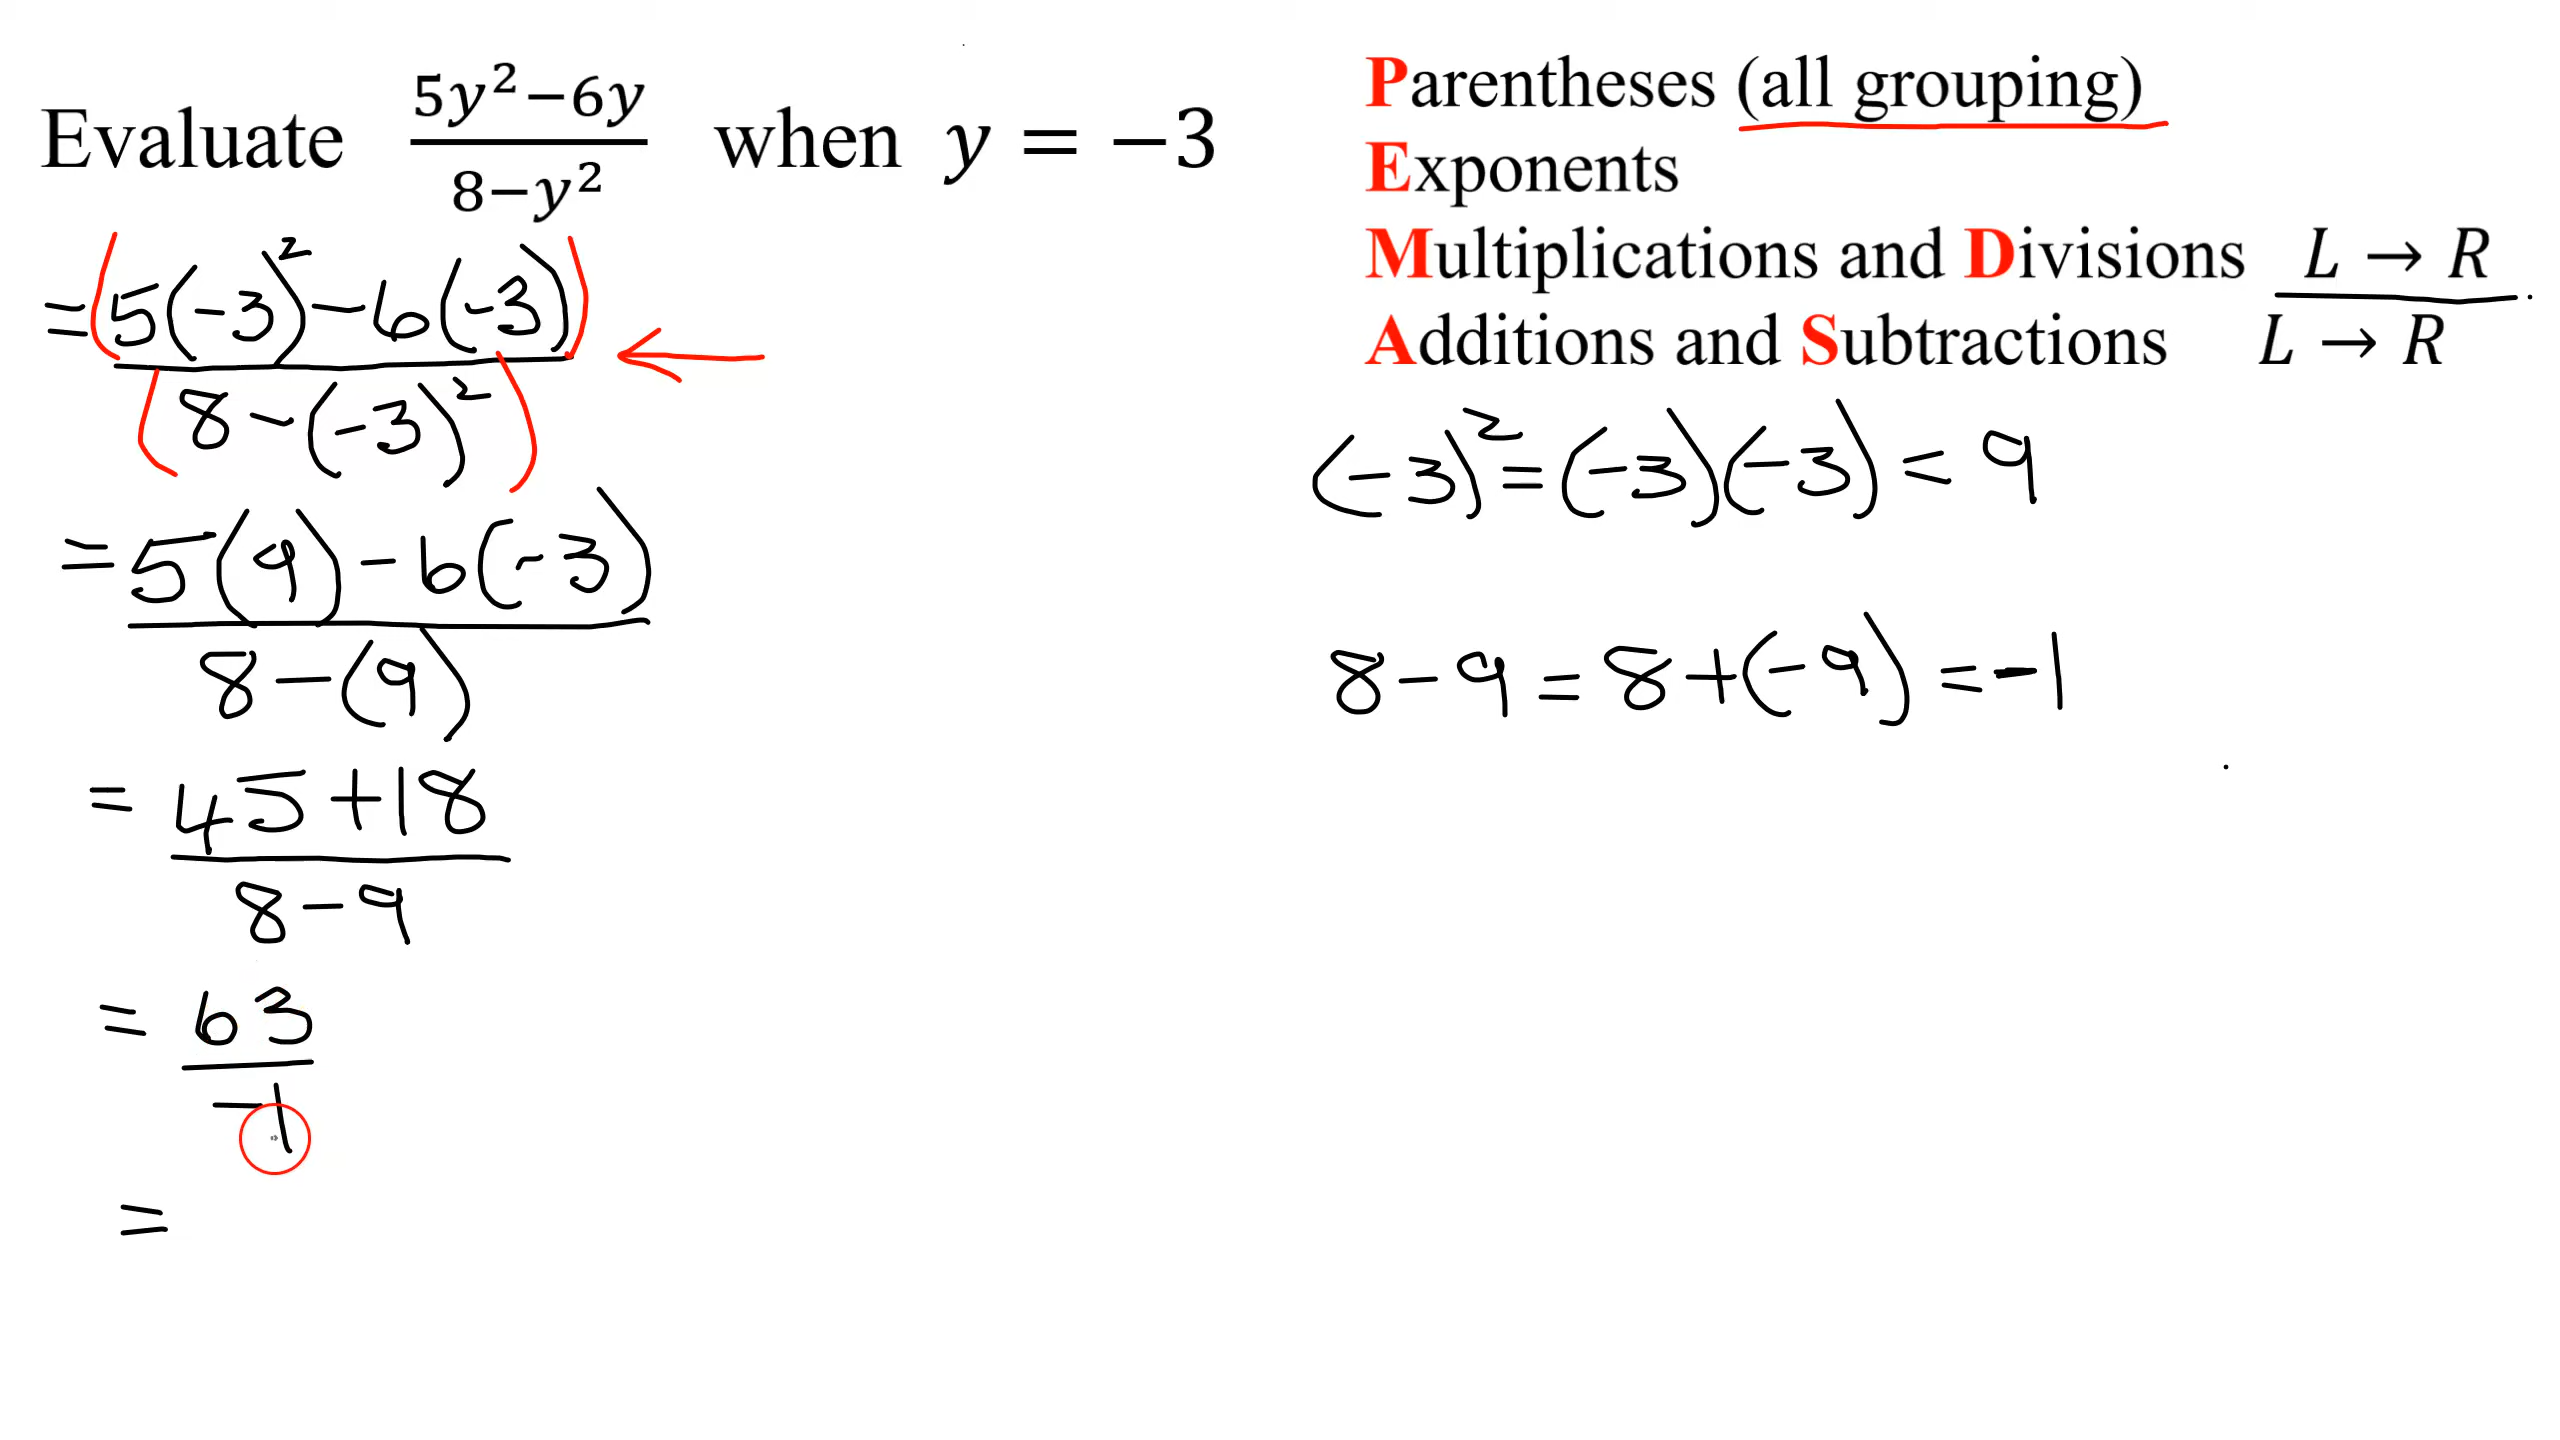 Evaluate (5y²−6y)/(8−y²) when y = −3
= (5(-3)² - 6(-3))
(8 - (-3)²)
= 5(9) - 6(-3)
8 - (9)
= 45 + 18
8 - 9
= 63
-1
=
Parentheses (all grouping)
Exponents
Multiplications and Divisions L → R
Additions and Subtractions L → R
(-3)² = (-3)(-3) = 9
8 - 9 = 8 + (-9) = -1